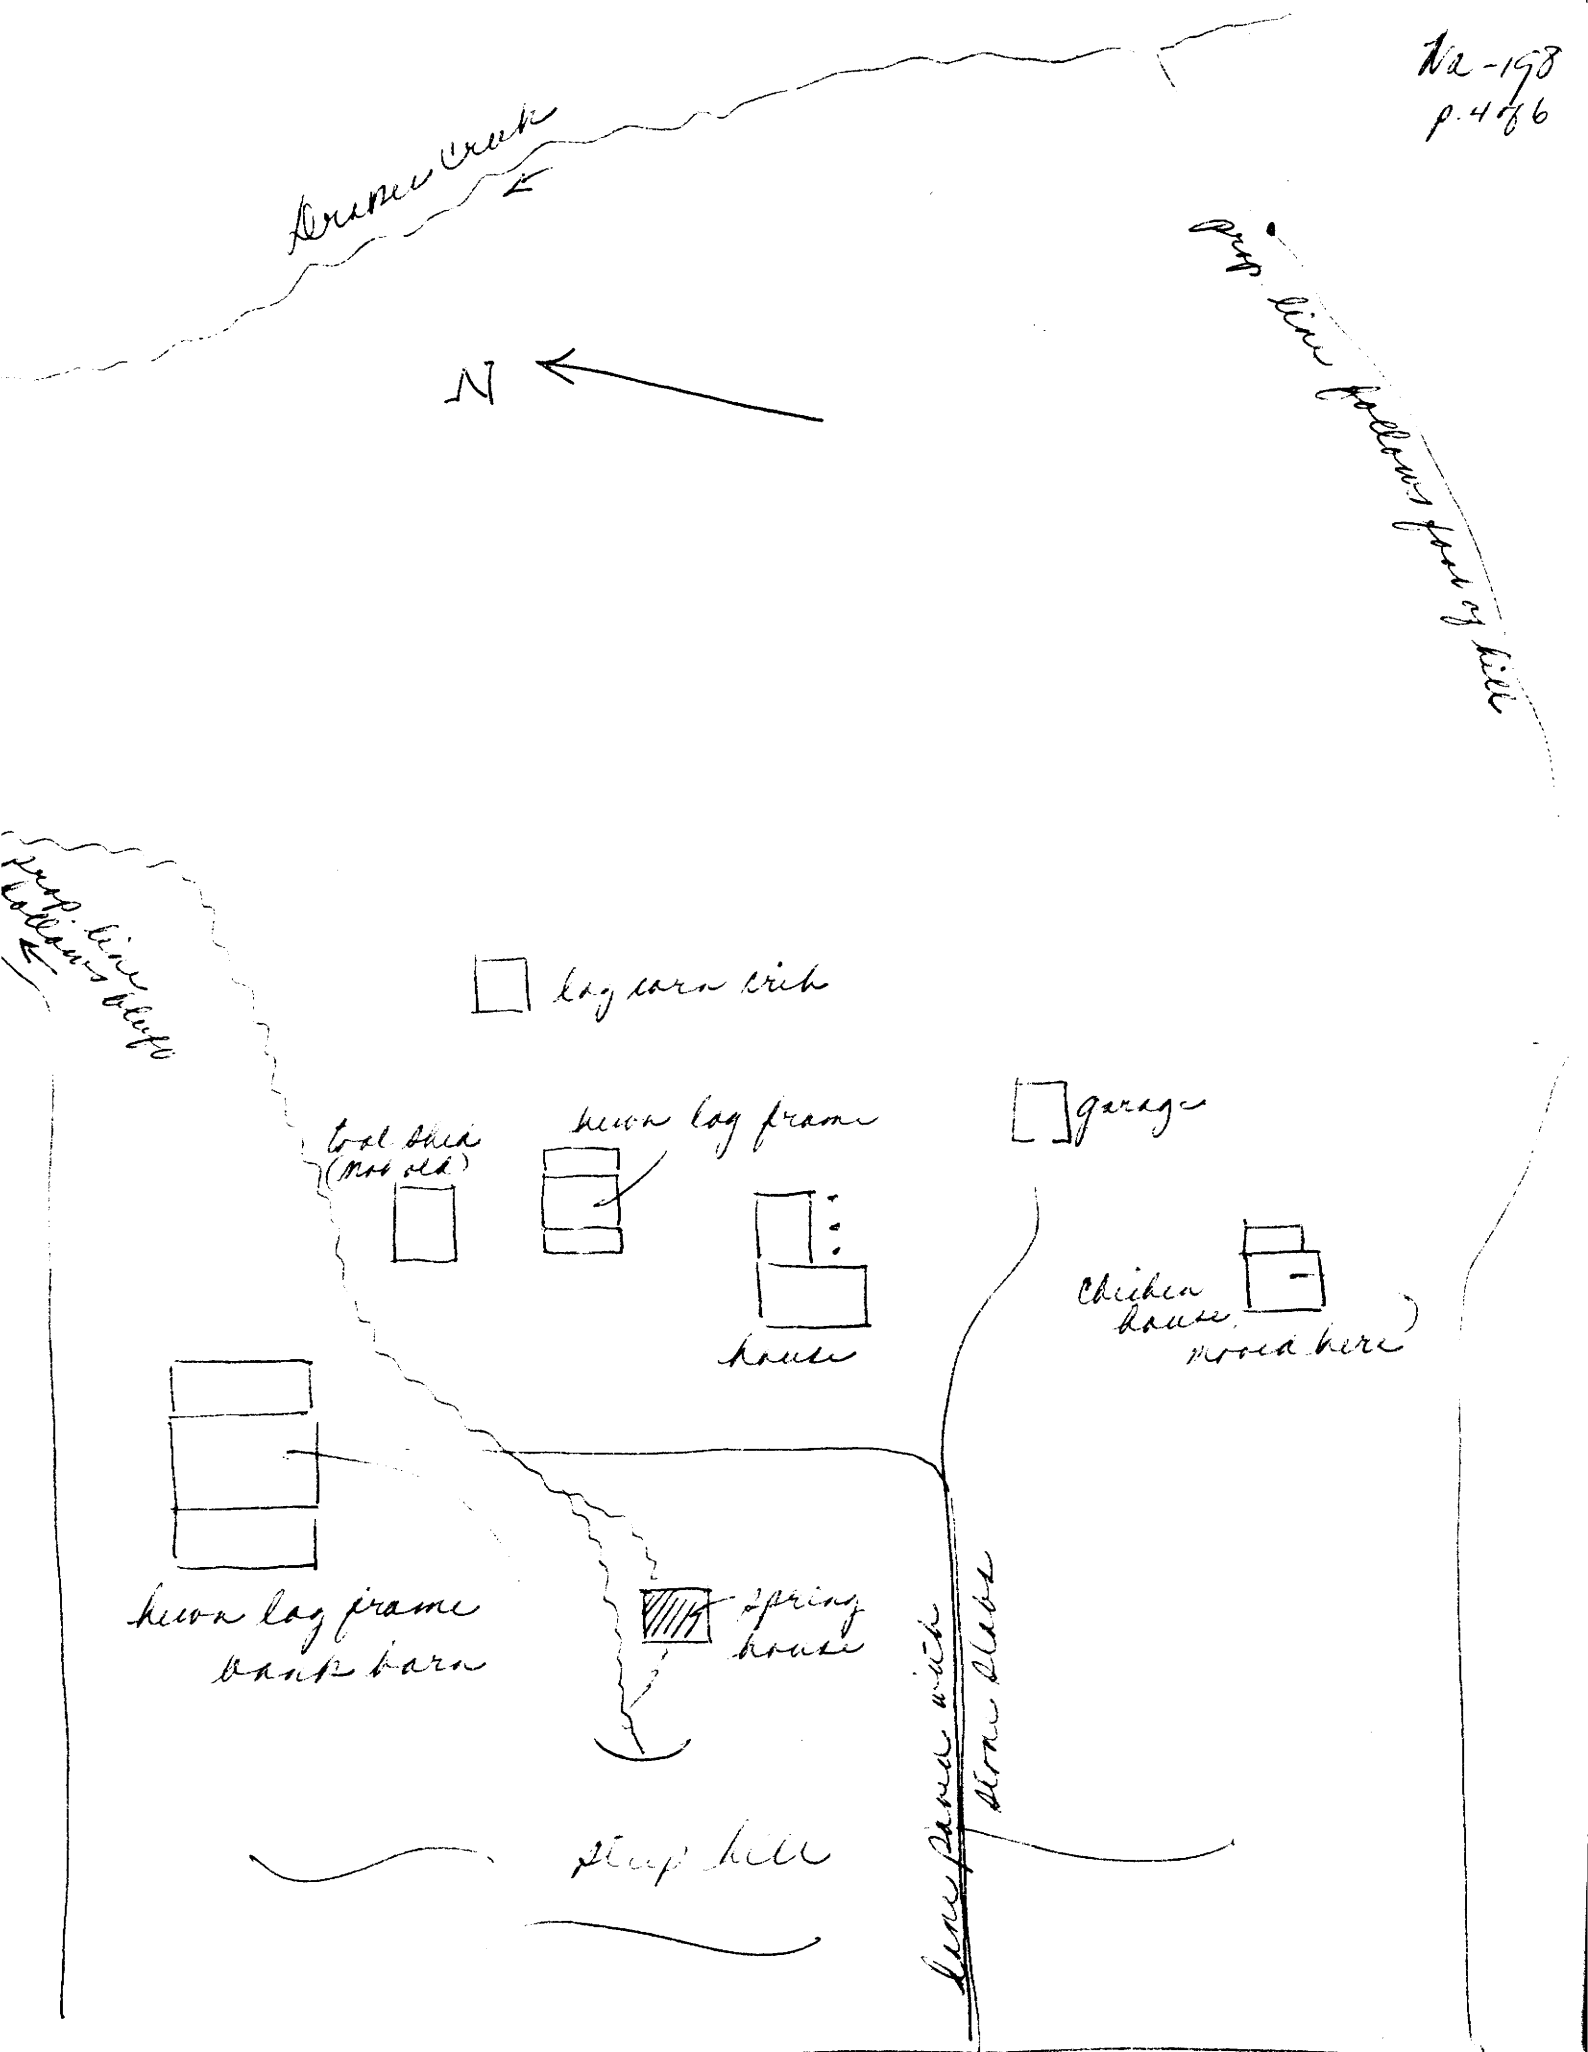 Wa-198
p. 4 of 6
Draper Creek
N
prop. line follows foot of hill
prop. line
follows bluff
log corn crib
hewn log frame
tool shed
(not old)
garage
chicken
house,
moved here
house
hewn log frame
bank barn
spring
house
lane paved with
stone slabs
steep hill